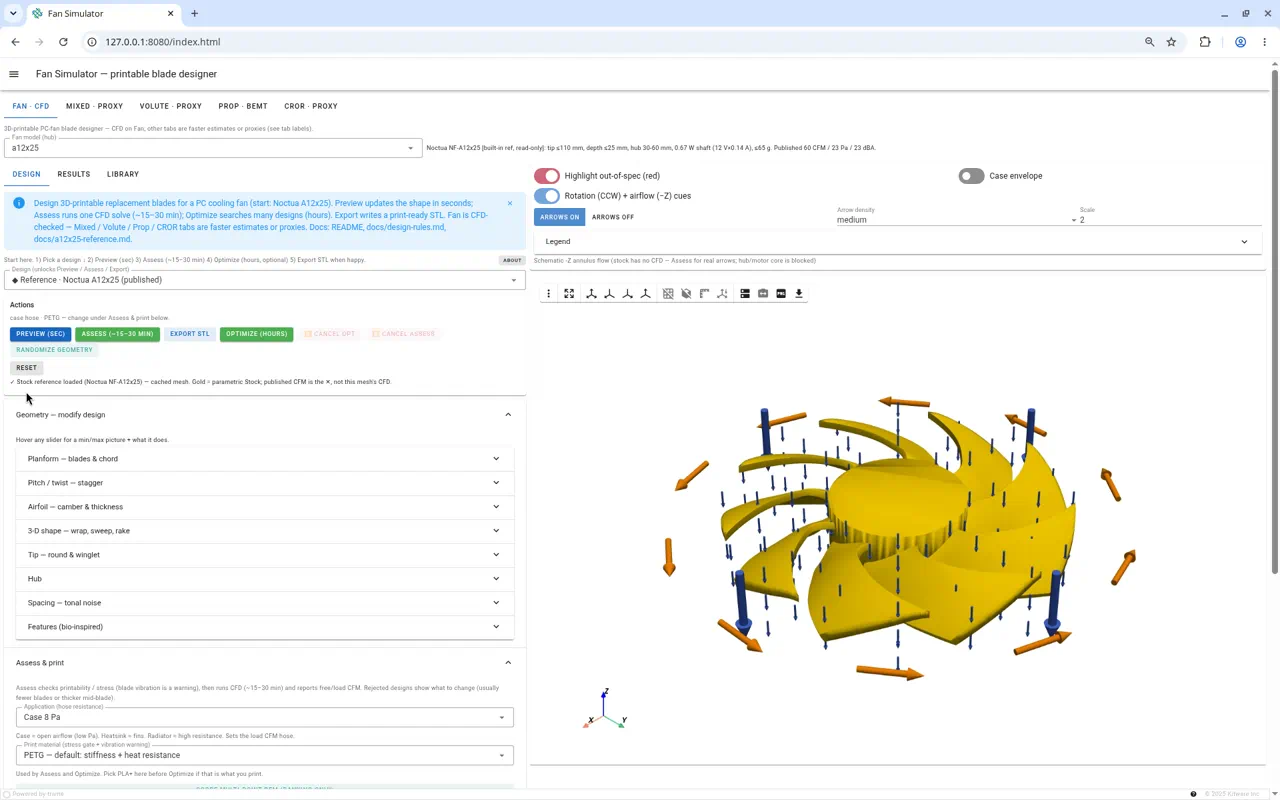 Fan Simulator
127.0.0.1:8080/index.html
Fan Simulator — printable blade designer
FAN · CFD
MIXED · PROXY
VOLUTE · PROXY
PROP · BEMT
CROR · PROXY
3D-printable PC-fan blade designer — CFD on Fan, other tabs are faster estimates or proxies (see tab labels).
Fan model (hub)
a12x25
Noctua NF-A12x25 [built-in ref, read-only]: tip ≤110 mm, depth ≤25 mm, hub 30-60 mm, 0.67 W shaft (12 V×0.14 A), ≤65 g. Published 60 CFM / 23 Pa / 23 dBA.
DESIGN
RESULTS
LIBRARY
Design 3D-printable replacement blades for a PC cooling fan (start: Noctua A12x25). Preview updates the shape in seconds;
Assess runs one CFD solve (~15–30 min); Optimize searches many designs (hours). Export writes a print-ready STL. Fan is CFD-
checked — Mixed / Volute / Prop / CROR tabs are faster estimates or proxies. Docs: README, docs/design-rules.md,
docs/a12x25-reference.md.
Start here: 1) Pick a design ↓ 2) Preview (sec) 3) Assess (~15–30 min) 4) Optimize (hours, optional) 5) Export STL when happy.
ABOUT
Design (unlocks Preview / Assess / Export)
◆ Reference · Noctua A12x25 (published)
Actions
case hose · PETG — change under Assess & print below.
PREVIEW (SEC)
ASSESS (~15–30 MIN)
EXPORT STL
OPTIMIZE (HOURS)
CANCEL OPT
CANCEL ASSESS
RANDOMIZE GEOMETRY
RESET
✓ Stock reference loaded (Noctua NF-A12x25) — cached mesh. Gold = parametric Stock; published CFM is the ✕, not this mesh's CFD.
Geometry — modify design
Hover any slider for a min/max picture + what it does.
Planform — blades & chord
Pitch / twist — stagger
Airfoil — camber & thickness
3-D shape — wrap, sweep, rake
Tip — round & winglet
Hub
Spacing — tonal noise
Features (bio-inspired)
Assess & print
Assess checks printability / stress (blade vibration is a warning), then runs CFD (~15–30 min) and reports free/load CFM. Rejected designs show what to change (usually
fewer blades or thicker mid-blade).
Application (hose resistance)
Case 8 Pa
Case = open airflow (low Pa). Heatsink = fins. Radiator = high resistance. Sets the load CFM hose.
Print material (stress gate + vibration warning)
PETG — default: stiffness + heat resistance
Used by Assess and Optimize. Pick PLA+ here before Optimize if that is what you print.
Highlight out-of-spec (red)
Case envelope
Rotation (CCW) + airflow (−Z) cues
ARROWS ON
ARROWS OFF
Arrow density
medium
Scale
2
Legend
Schematic -Z annulus flow (stock has no CFD — Assess for real arrows; hub/motor core is blocked)
Z
X
Y
Powered by trame
© 2025 Kitware Inc.